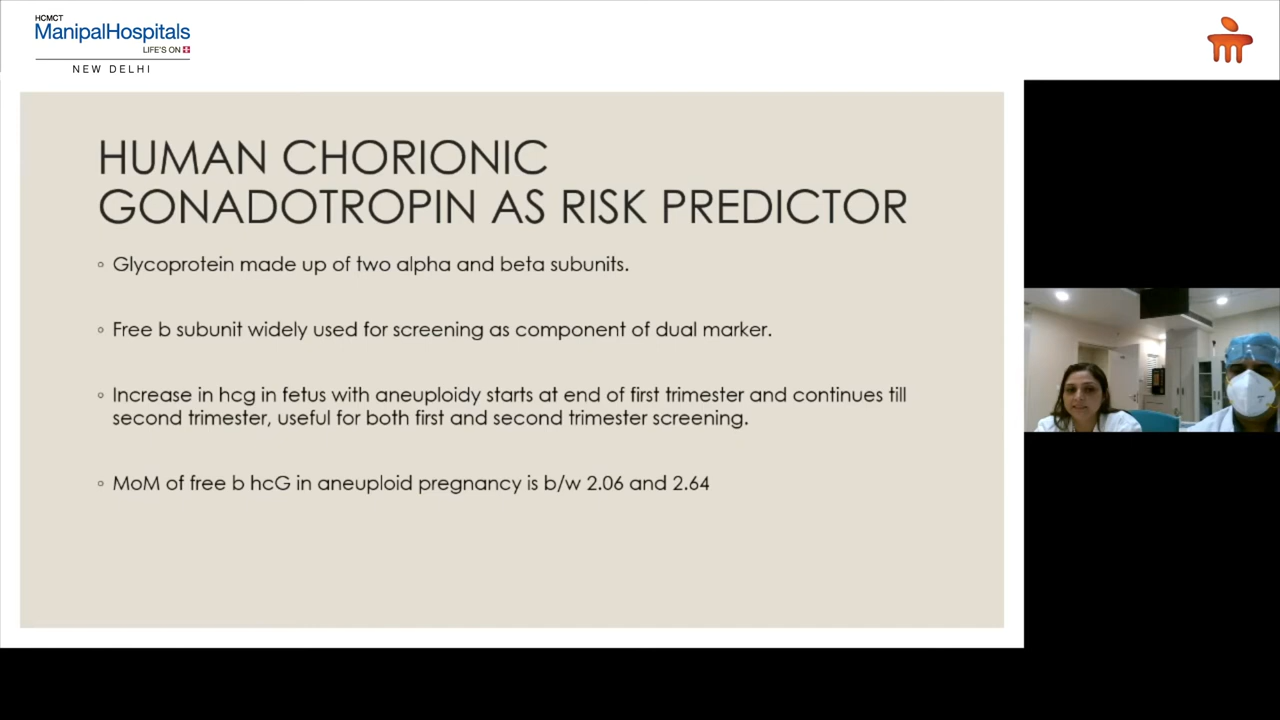 HCMCT
ManipalHospitals
LIFE'S ON
NEW DELHI
HUMAN CHORIONIC
GONADOTROPIN AS RISK PREDICTOR
◦ Glycoprotein made up of two alpha and beta subunits.
◦ Free b subunit widely used for screening as component of dual marker.
◦ Increase in hcg in fetus with aneuploidy starts at end of first trimester and continues till
second trimester, useful for both first and second trimester screening.
◦ MoM of free b hcG in aneuploid pregnancy is b/w 2.06 and 2.64